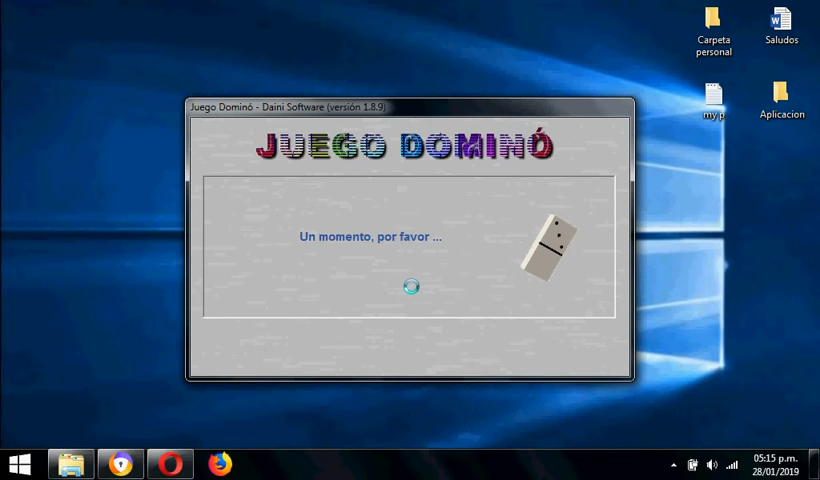 Carpeta
personal
Saludos
my p
Aplicacion
Juego Dominó - Daini Software (versión 1.8.9)
JUEGO DOMINÓ
Un momento, por favor ...
05:15 p.m.
28/01/2019